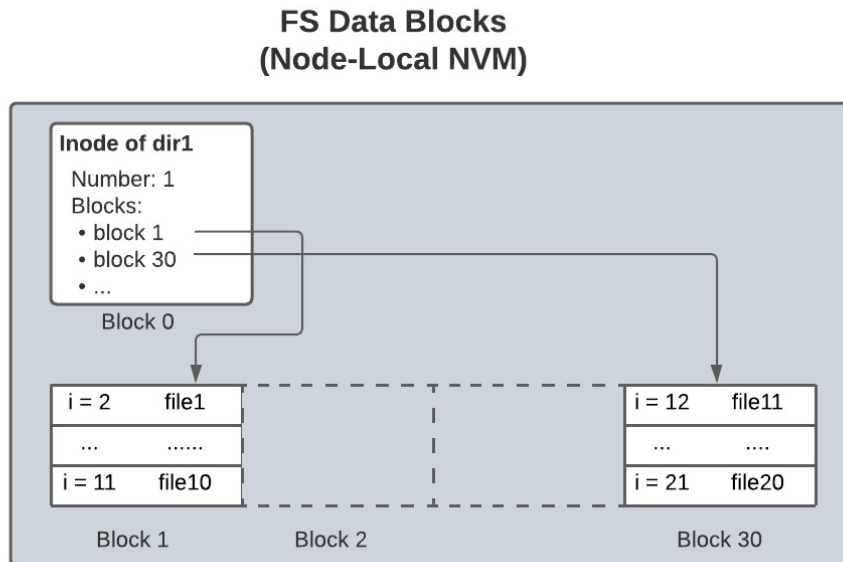 FS Data Blocks
(Node-Local NVM)
Inode of dir1
Number: 1
Blocks:
• block 1
• block 30
• ...
Block 0
i = 2 file1
... ......
i = 11 file10
i = 12 file11
... ....
i = 21 file20
Block 1
Block 2
Block 30